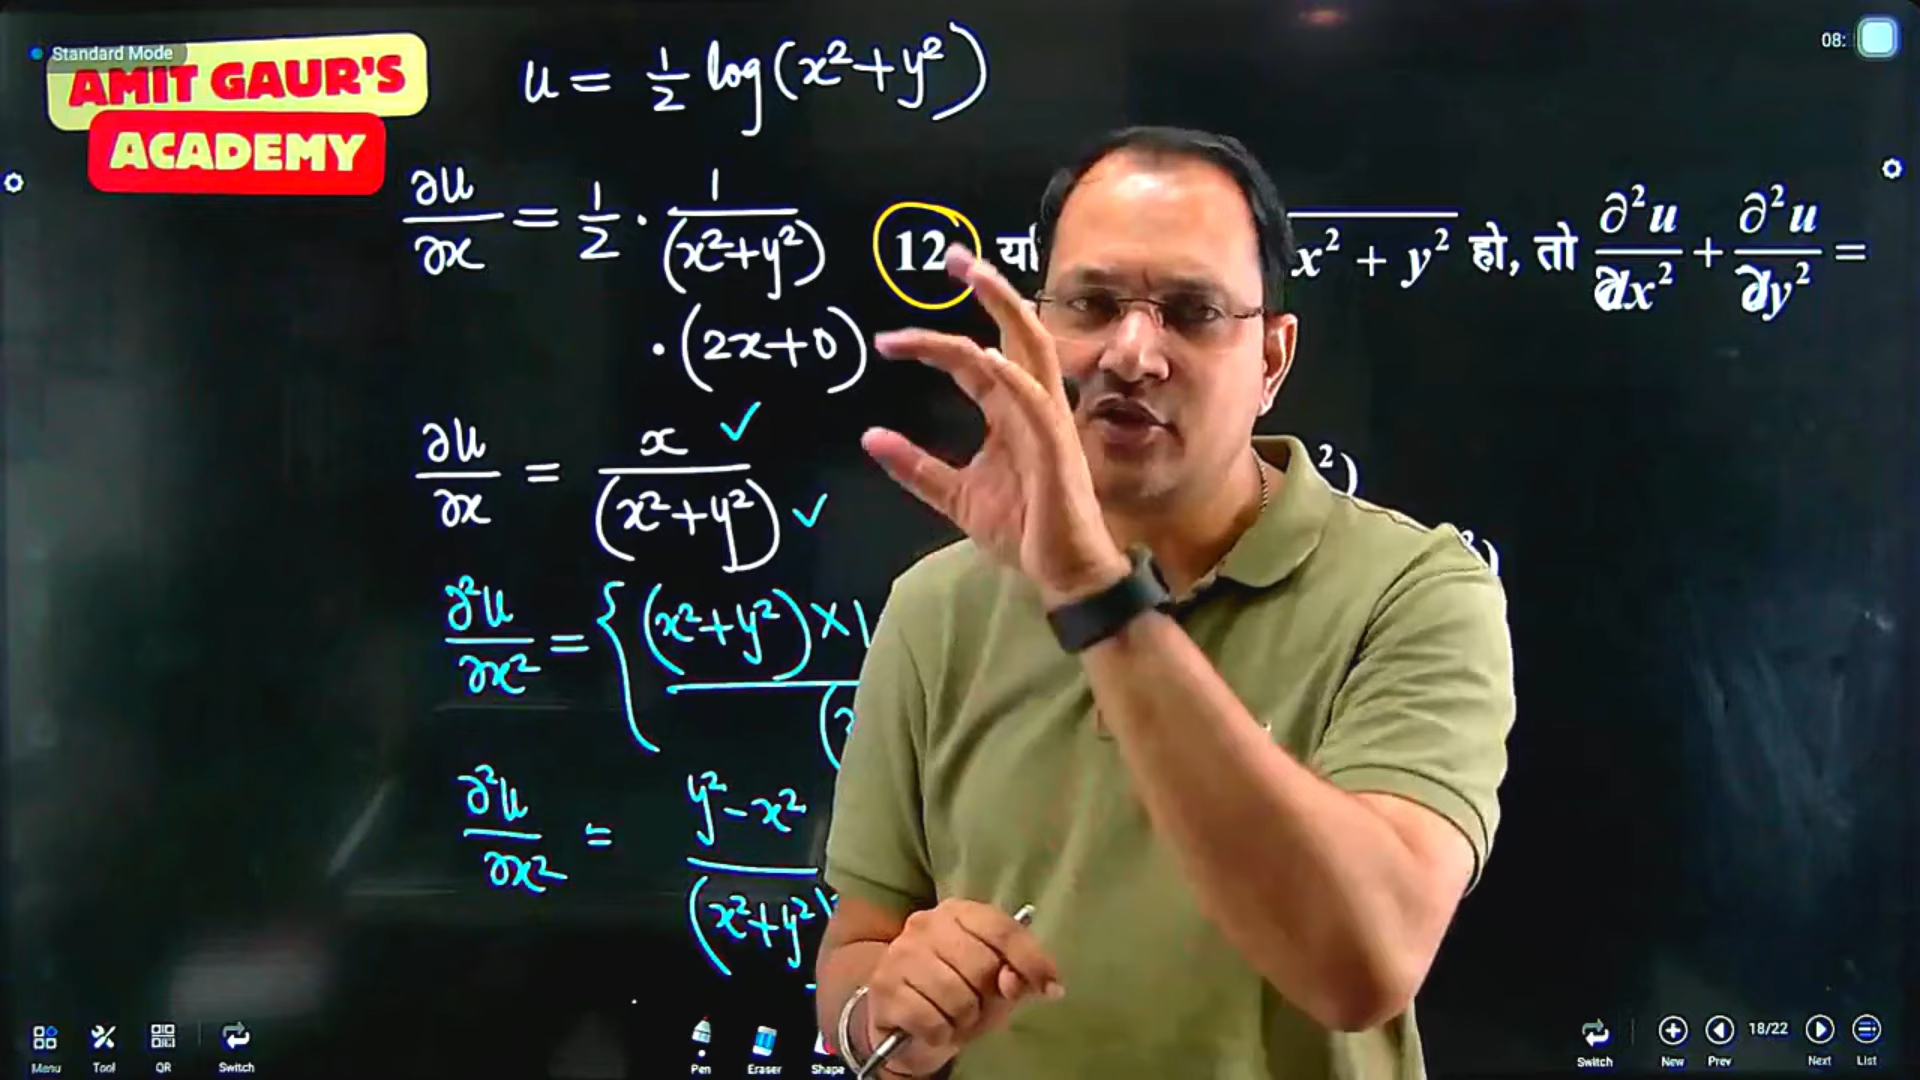 Standard Mode
08:
AMIT GAUR'S
ACADEMY
u = 1/2 log(x²+y²)
∂u/∂x = 1/2 · 1/(x²+y²)
· (2x+0)
12. x² + y² हो, तो ∂²u/∂x² + ∂²u/∂y² =
∂u/∂x = x/(x²+y²)
²)
∂²u/∂x² = { (x²+y²)×1
∂²u/∂x² = y²-x²/(x²+y²)
Menu Tool QR Switch Pen Eraser Shape Switch New Prev 18/22 Next List